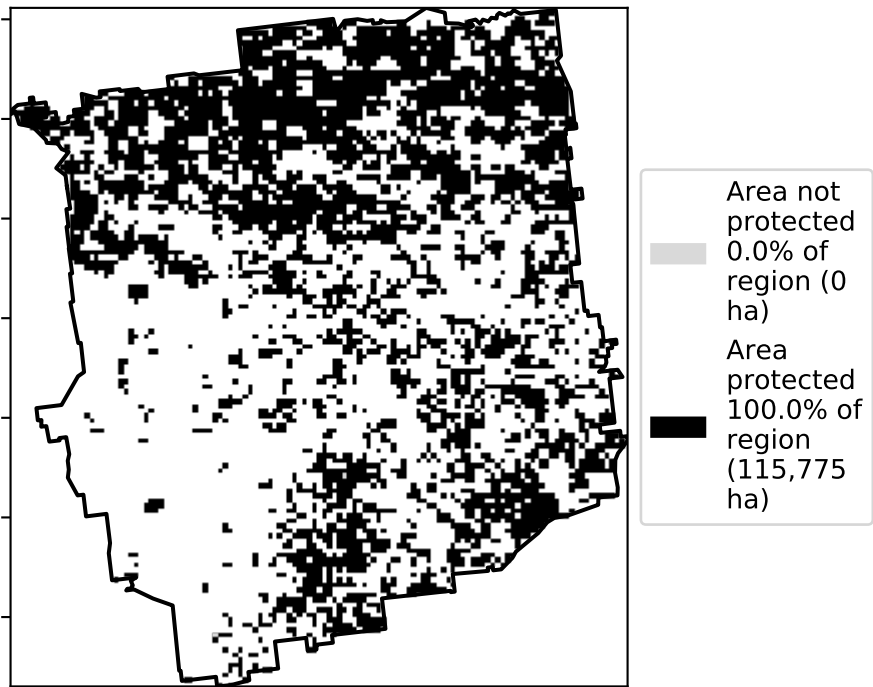 Area not
protected
0.0% of
region (0
ha)
Area
protected
100.0% of
region
(115,775
ha)